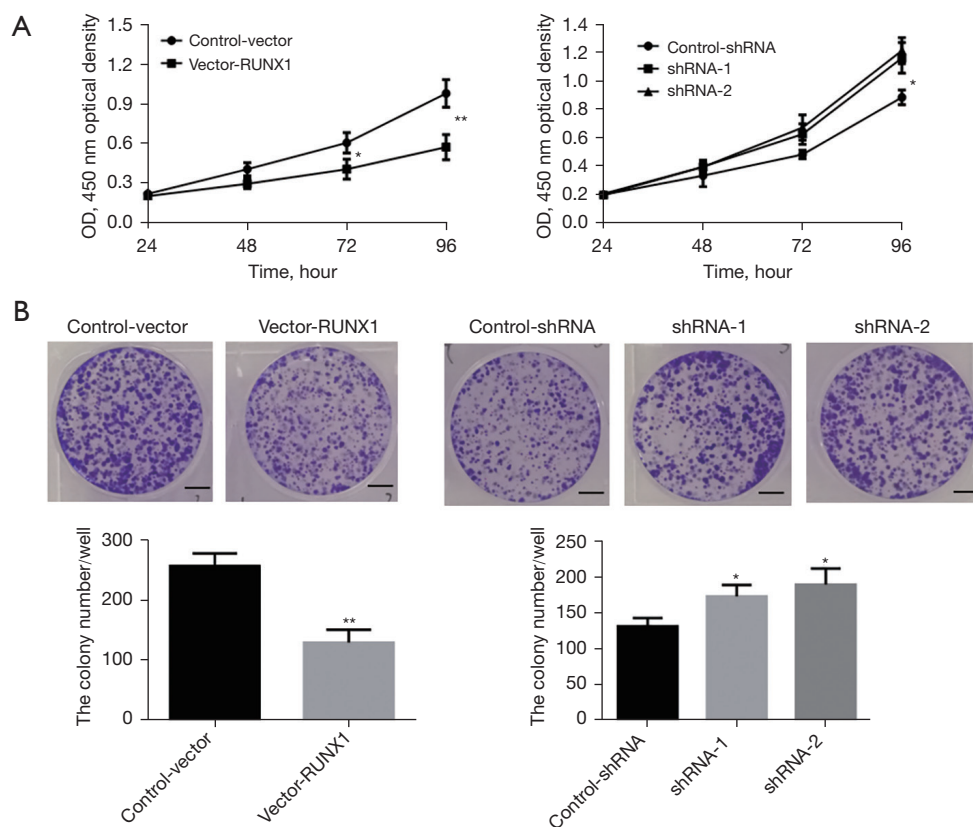 A
OD, 450 nm optical density
1.5
1.2
0.9
0.6
0.3
0.0
Control-vector
Vector-RUNX1
*
**
24 48 72 96
Time, hour
OD, 450 nm optical density
1.4
1.2
1.0
0.8
0.6
0.4
0.2
0.0
Control-shRNA
shRNA-1
shRNA-2
*
24 48 72 96
Time, hour
B
Control-vector Vector-RUNX1 Control-shRNA shRNA-1 shRNA-2
The colony number/well
300
200
100
0
**
Control-vector
Vector-RUNX1
The colony number/well
250
200
150
100
50
0
*
*
Control-shRNA
shRNA-1
shRNA-2